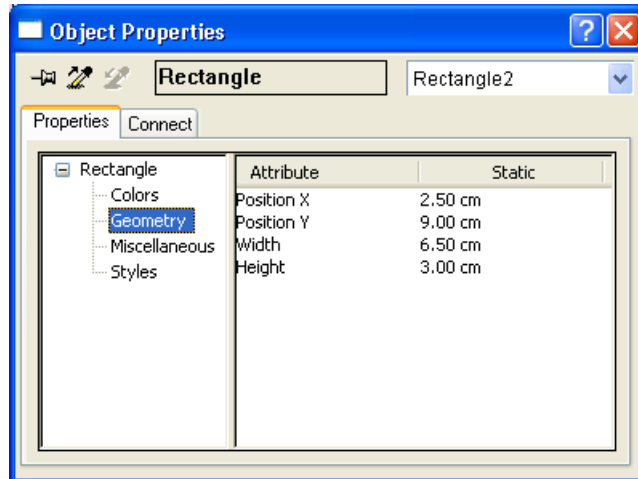 Object Properties
Rectangle Rectangle2
Properties Connect
Rectangle Attribute Static
Colors Position X 2.50 cm
Geometry Position Y 9.00 cm
Miscellaneous Width 6.50 cm
Styles Height 3.00 cm